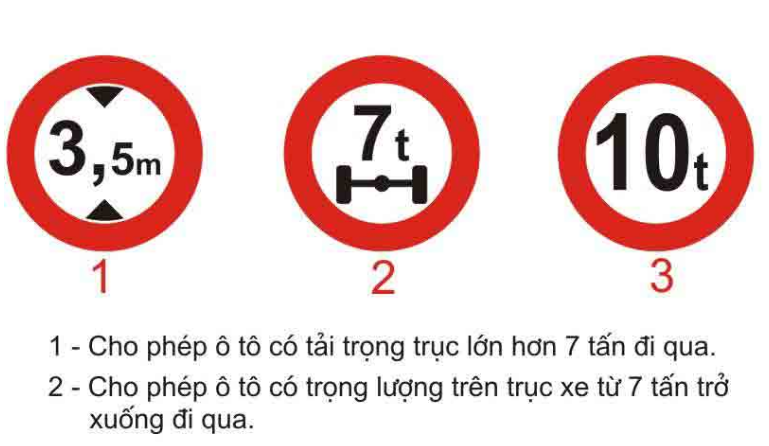 3,5m 7t 10t
1 2 3
1 - Cho phép ô tô có tải trọng trục lớn hơn 7 tấn đi qua.
2 - Cho phép ô tô có trọng lượng trên trục xe từ 7 tấn trở
xuống đi qua.